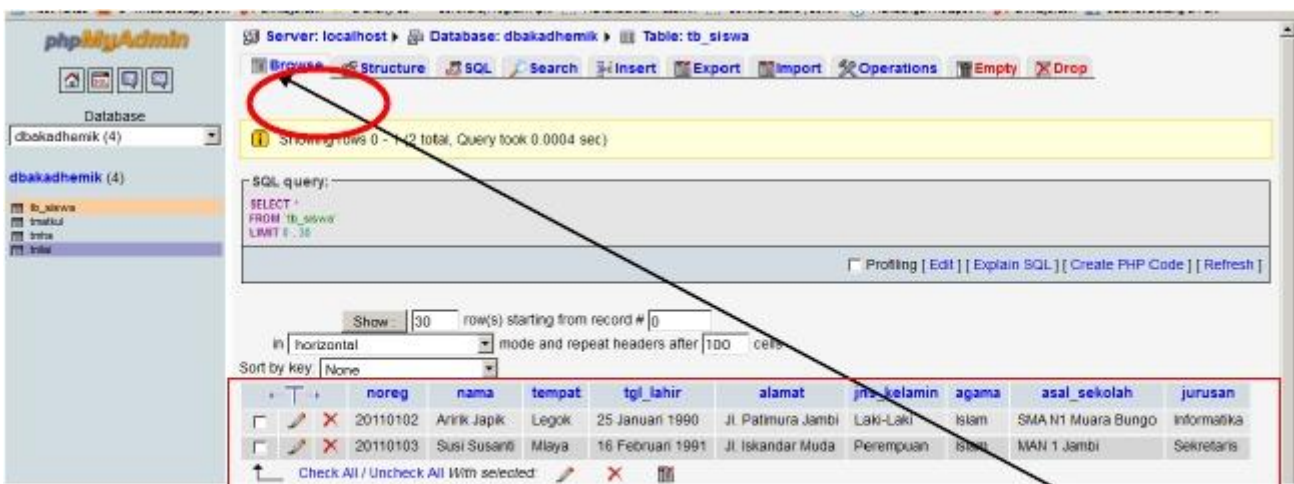 phpMyAdmin
Server: localhost Database: dbakadhemik Table: tb_siswa
Browse Structure SQL Search Insert Export Import Operations Empty Drop
Database
dbakadhemik (4)
Showing rows 0 - 1 (2 total, Query took 0.0004 sec)
dbakadhemik (4)
tb_siswa
tmatkul
SQL query:
SELECT *
FROM `tb_siswa`
LIMIT 0 , 30
Profiling [ Edit ] [ Explain SQL ] [ Create PHP Code ] [ Refresh ]
Show : 30 row(s) starting from record # 0
in horizontal mode and repeat headers after 100 cells
Sort by key: None
noreg nama tempat tgl_lahir alamat jns_kelamin agama asal_sekolah jurusan
20110102 Aririk Japik Legok 25 Januari 1990 Jl. Patimura Jambi Laki-Laki Islam SMA N1 Muara Bungo Informatika
20110103 Susi Susanti Mlaya 16 Februari 1991 Jl. Iskandar Muda Perempuan Islam MAN 1 Jambi Sekretaris
Check All / Uncheck All With selected: